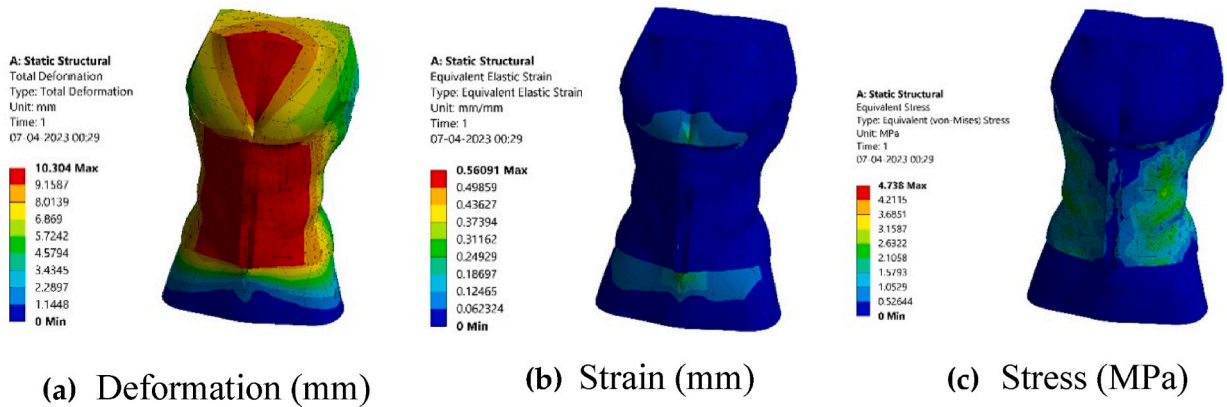 A: Static Structural
Total Deformation
Type: Total Deformation
Unit: mm
Time: 1
07-04-2023 00:29
10.304 Max
9.1587
8.0139
6.869
5.7242
4.5794
3.4345
2.2897
1.1448
0 Min
(a) Deformation (mm)
A: Static Structural
Equivalent Elastic Strain
Type: Equivalent Elastic Strain
Unit: mm/mm
Time: 1
07-04-2023 00:29
0.56091 Max
0.49859
0.43627
0.37394
0.31162
0.24929
0.18697
0.12465
0.062324
0 Min
(b) Strain (mm)
A: Static Structural
Equivalent Stress
Type: Equivalent (von-Mises) Stress
Unit: MPa
Time: 1
07-04-2023 00:29
4.738 Max
4.2115
3.6851
3.1587
2.6322
2.1058
1.5793
1.0529
0.52644
0 Min
(c) Stress (MPa)